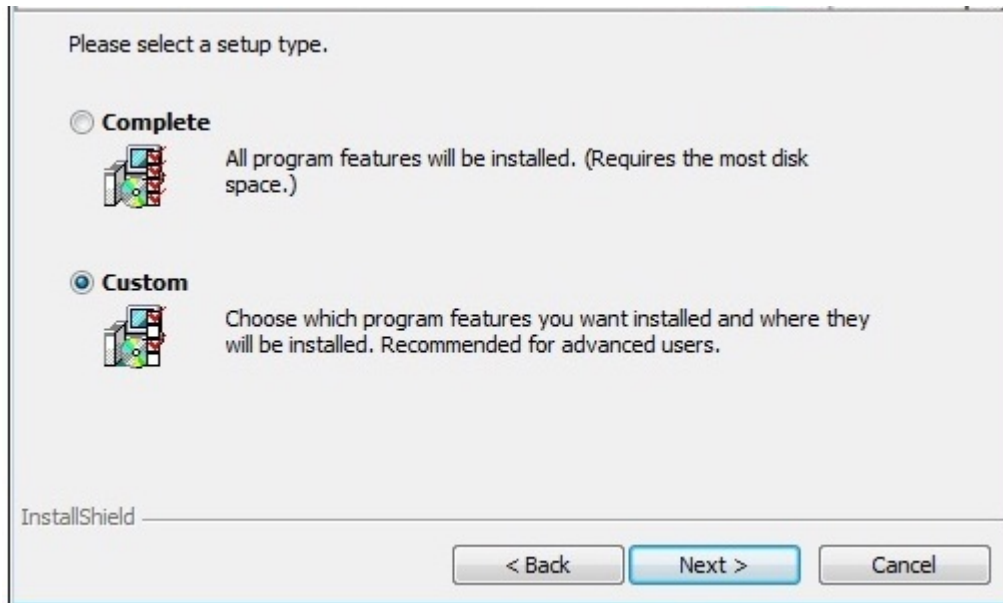 Please select a setup type.
Complete
All program features will be installed. (Requires the most disk
space.)
Custom
Choose which program features you want installed and where they
will be installed. Recommended for advanced users.
InstallShield
< Back
Next >
Cancel